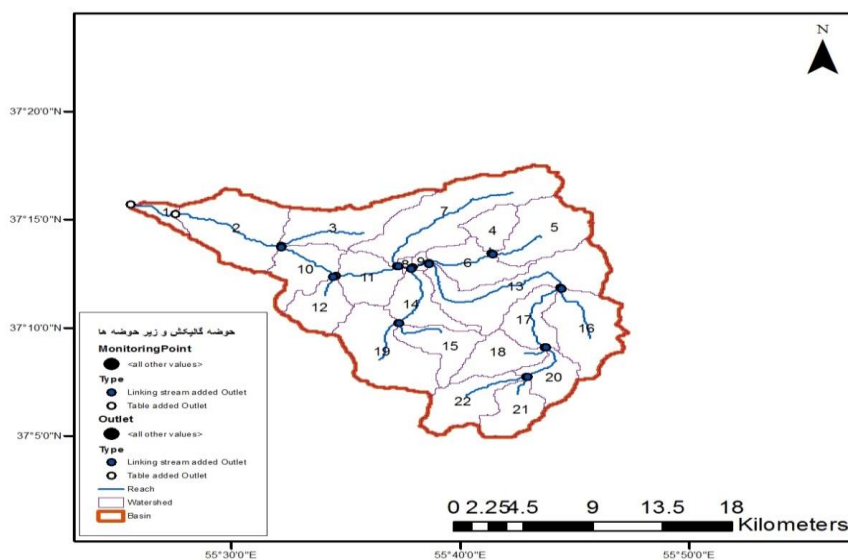 N
37°20'0"N
37°15'0"N
37°10'0"N
37°5'0"N
1
2
3
7
4
5
10
11
8
9
6
12
14
13
19
15
18
17
16
20
22
21
حوضه گالیکش و زیر حوضه ها
MonitoringPoint
<all other values>
Type
Linking stream added Outlet
Table added Outlet
Outlet
<all other values>
Type
Linking stream added Outlet
Table added Outlet
Reach
Watershed
Basin
0 2.25 4.5 9 13.5 18
Kilometers
55°30'0"E 55°40'0"E 55°50'0"E